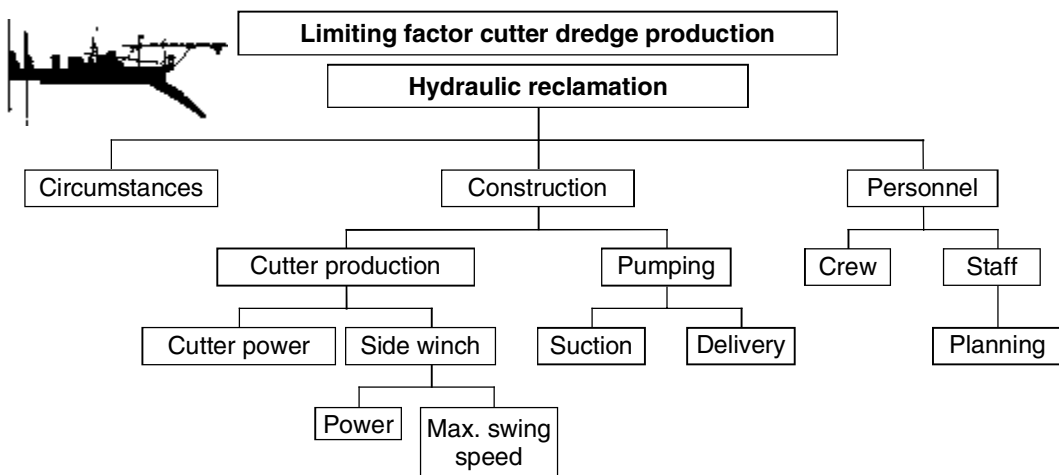 Limiting factor cutter dredge production
Hydraulic reclamation
Circumstances
Construction
Personnel
Cutter production
Pumping
Crew
Staff
Cutter power
Side winch
Suction
Delivery
Planning
Power
Max. swing
speed